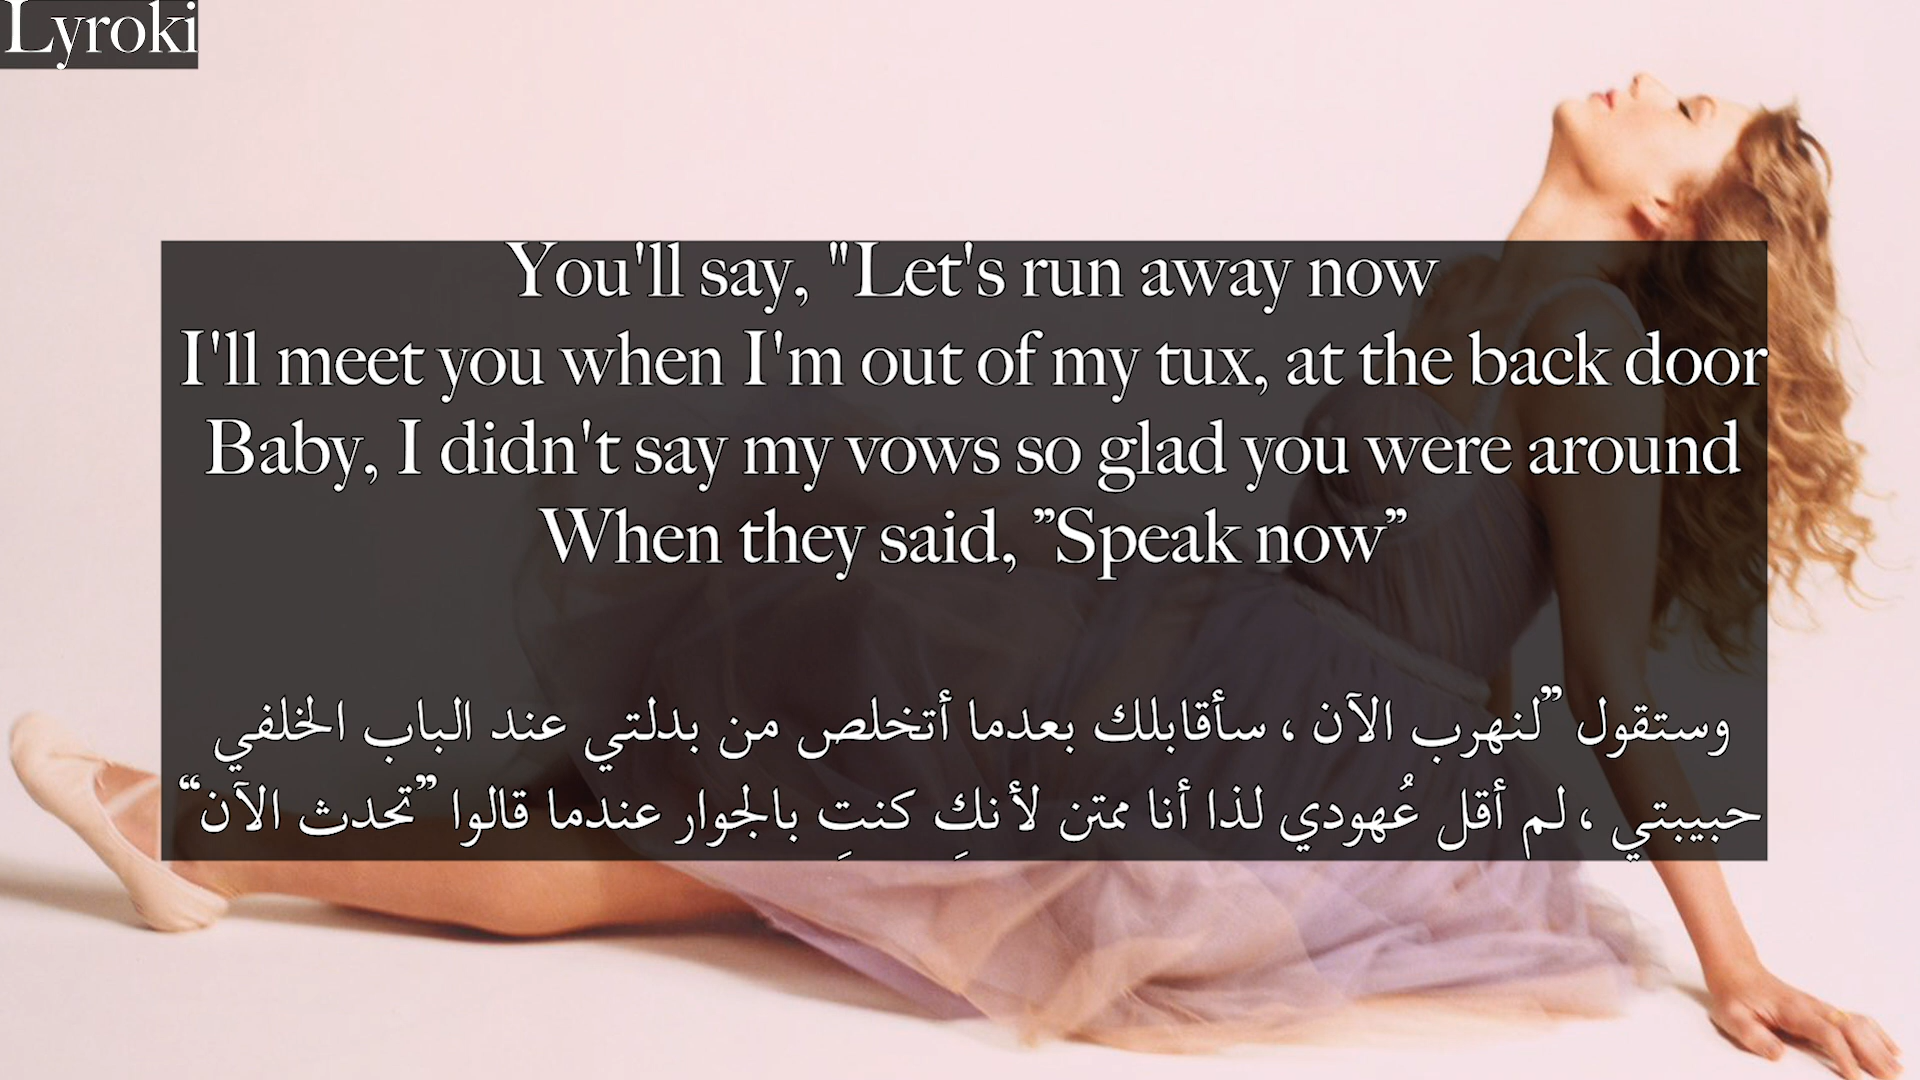 Lyroki
You'll say, "Let's run away now
I'll meet you when I'm out of my tux, at the back door
Baby, I didn't say my vows so glad you were around
When they said, ”Speak now”
وستقول ”لنهرب الآن ، سأقابلك بعدما أتخلص من بدلتي عند الباب الخلفي
حبيبتي ، لم أقل عُهودي لذا أنا ممتن لأنكِ كنتِ بالجوار عندما قالوا ”تحدث الآن“